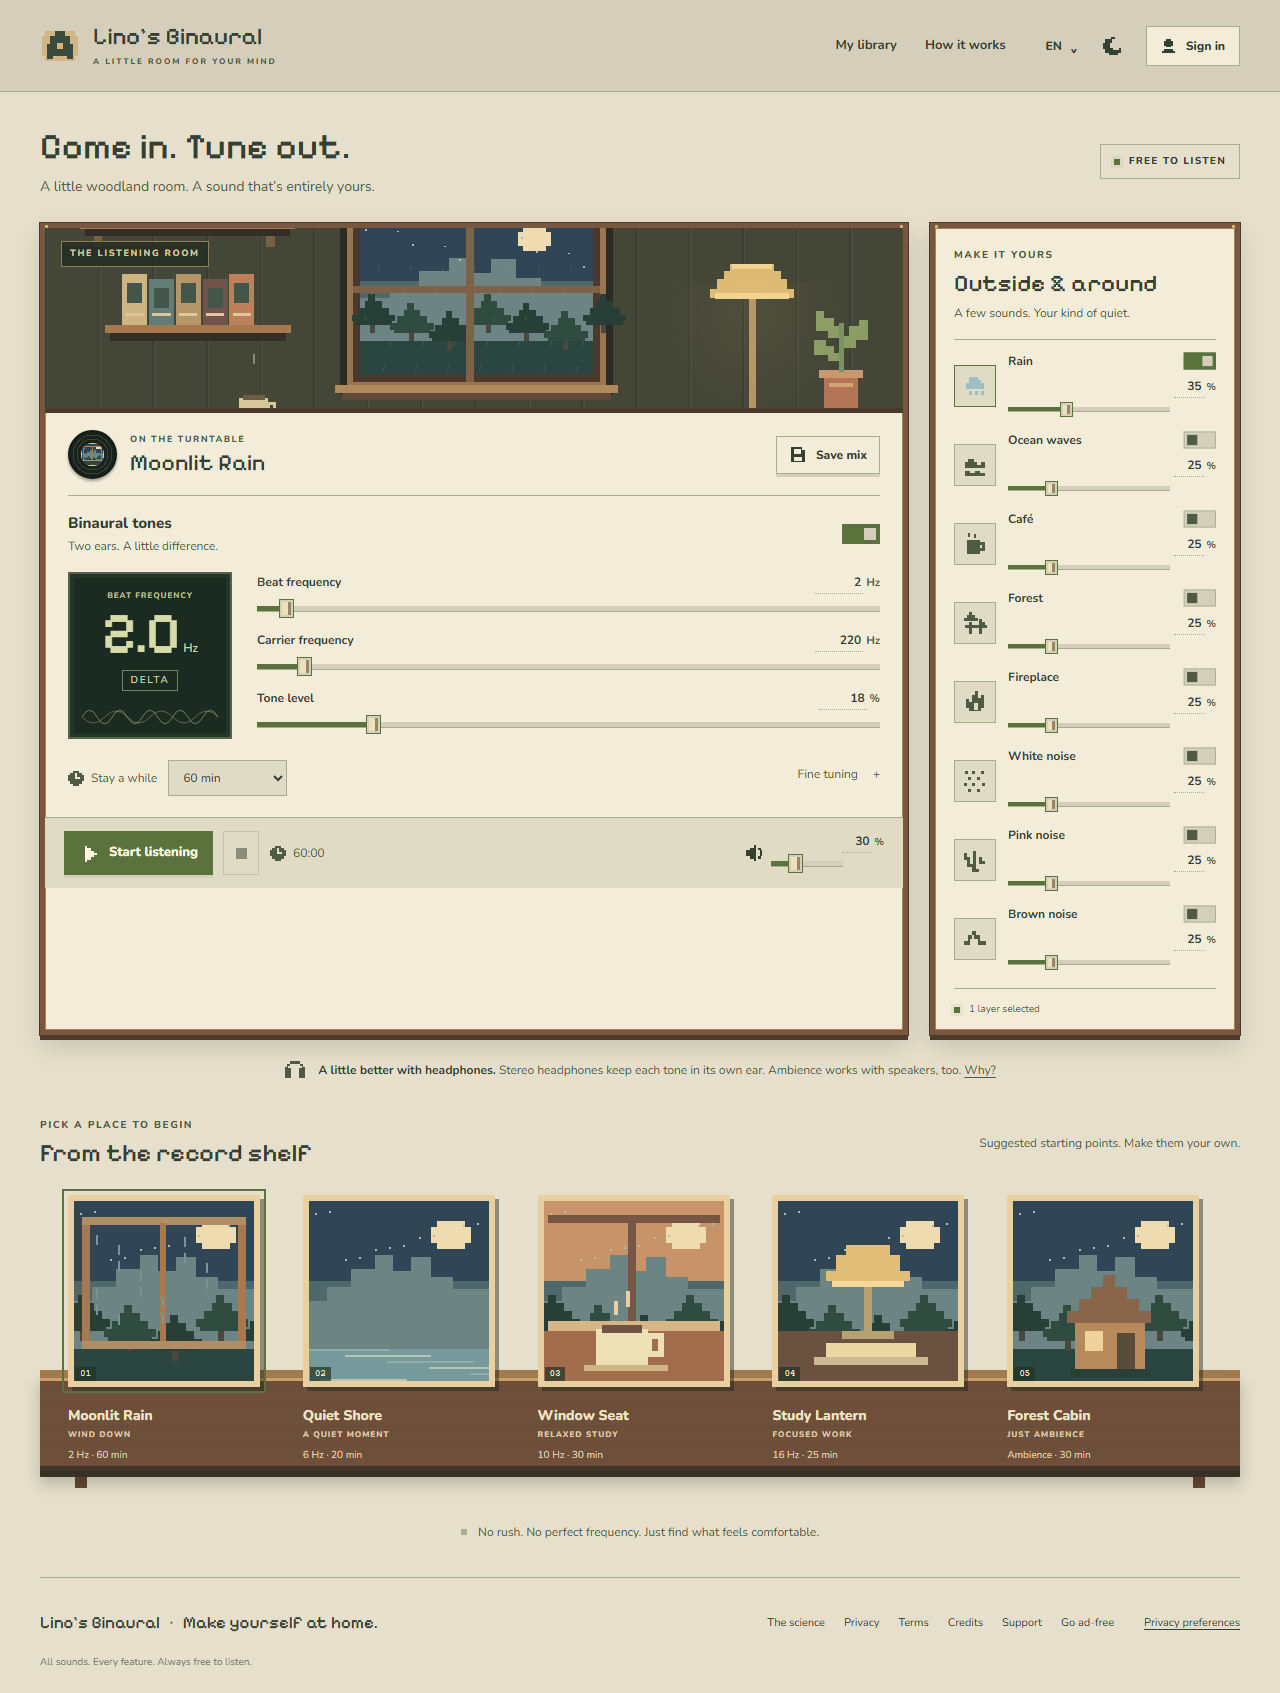 Lino's Binaural
A LITTLE ROOM FOR YOUR MIND
My library
How it works
EN
Sign in
Come in. Tune out.
A little woodland room. A sound that's entirely yours.
FREE TO LISTEN
THE LISTENING ROOM
ON THE TURNTABLE
Moonlit Rain
Save mix
Binaural tones
Two ears. A little difference.
BEAT FREQUENCY
2.0 Hz
DELTA
Beat frequency
2 Hz
Carrier frequency
220 Hz
Tone level
18 %
Stay a while
60 min
Fine tuning +
Start listening
60:00
30 %
MAKE IT YOURS
Outside & around
A few sounds. Your kind of quiet.
Rain
35 %
Ocean waves
25 %
Café
25 %
Forest
25 %
Fireplace
25 %
White noise
25 %
Pink noise
25 %
Brown noise
25 %
1 layer selected
A little better with headphones. Stereo headphones keep each tone in its own ear. Ambience works with speakers, too. Why?
PICK A PLACE TO BEGIN
From the record shelf
Suggested starting points. Make them your own.
01
Moonlit Rain
WIND DOWN
2 Hz · 60 min
02
Quiet Shore
A QUIET MOMENT
6 Hz · 20 min
03
Window Seat
RELAXED STUDY
10 Hz · 30 min
04
Study Lantern
FOCUSED WORK
16 Hz · 25 min
05
Forest Cabin
JUST AMBIENCE
Ambience · 30 min
No rush. No perfect frequency. Just find what feels comfortable.
Lino's Binaural · Make yourself at home.
The science
Privacy
Terms
Credits
Support
Go ad-free
Privacy preferences
All sounds. Every feature. Always free to listen.